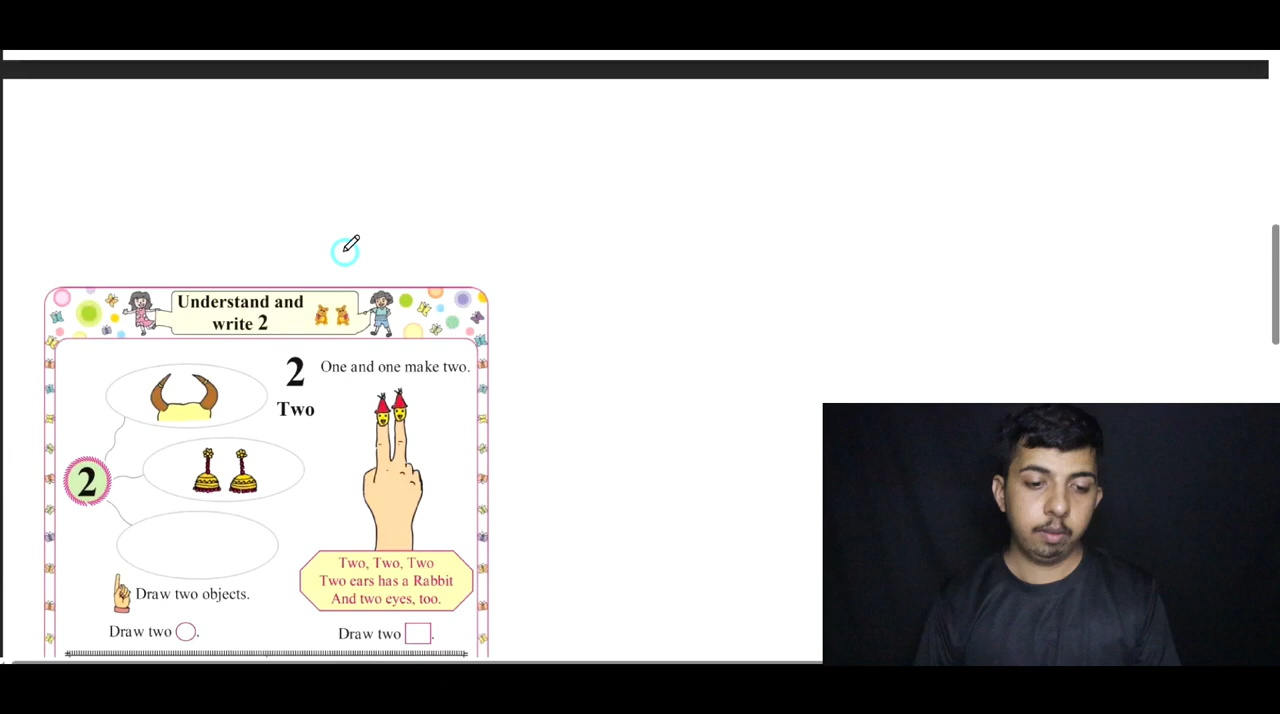 Understand and
write 2
2
One and one make two.
Two
2
Two, Two, Two
Two ears has a Rabbit
And two eyes, too.
Draw two objects.
Draw two ◯.
Draw two □.